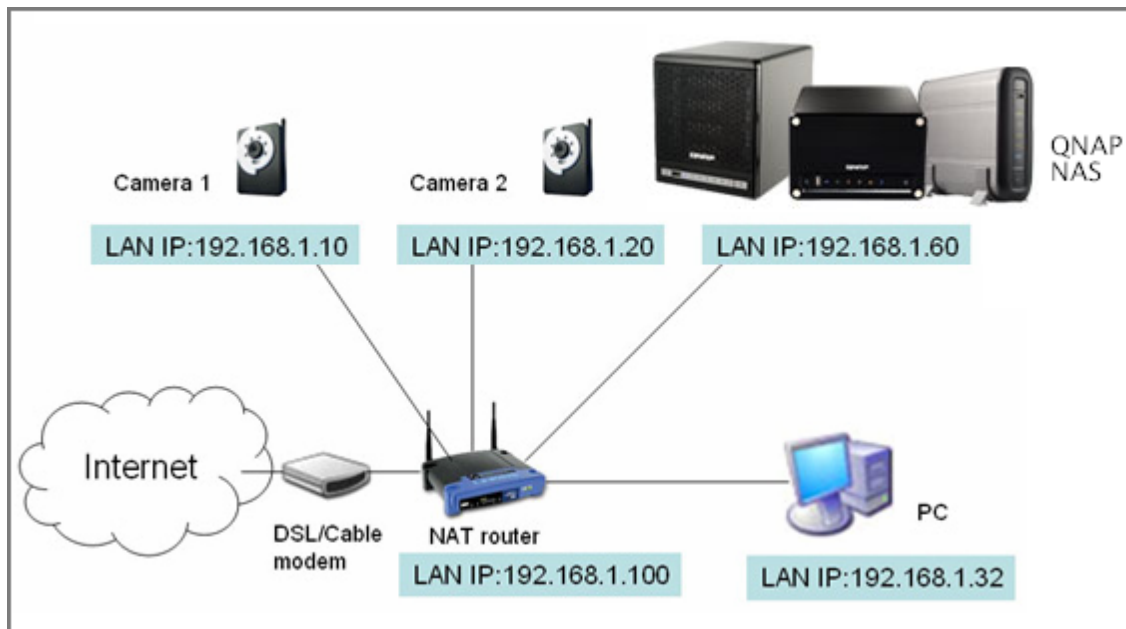 Camera 1
Camera 2
QNAP
NAS
LAN IP:192.168.1.10
LAN IP:192.168.1.20
LAN IP:192.168.1.60
Internet
DSL/Cable
modem
NAT router
PC
LAN IP:192.168.1.100
LAN IP:192.168.1.32